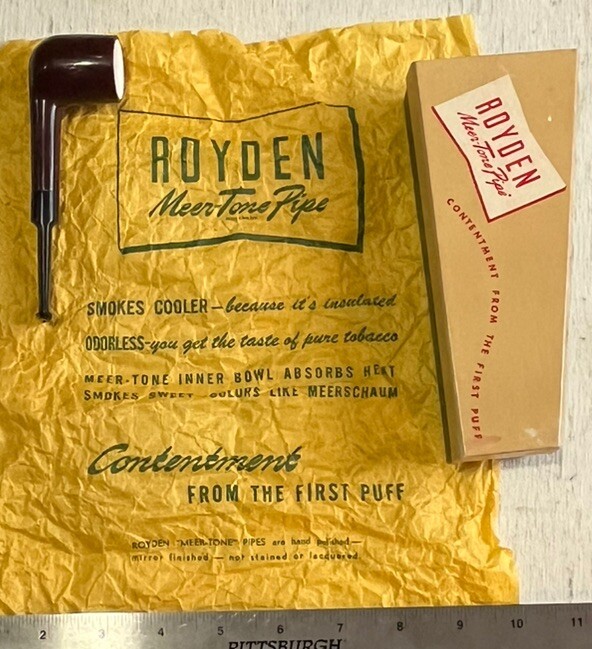 ROYDEN
Meer-Tone Pipe
SMOKES COOLER—because it's insulated
ODORLESS-you get the taste of pure tobacco
MEER-TONE INNER BOWL ABSORBS HEAT
SMOKES SWEET COLORS LIKE MEERSCHAUM
Contentment
FROM THE FIRST PUFF
ROYDEN "MEER-TONE" PIPES are hand polished—
mirror finished — not stained or lacquered.
ROYDEN
Meer-Tone Pipe
CONTENTMENT FROM THE FIRST PUFF
2 3 4 5 6 7 8 9 10 11
PITTSBURGH